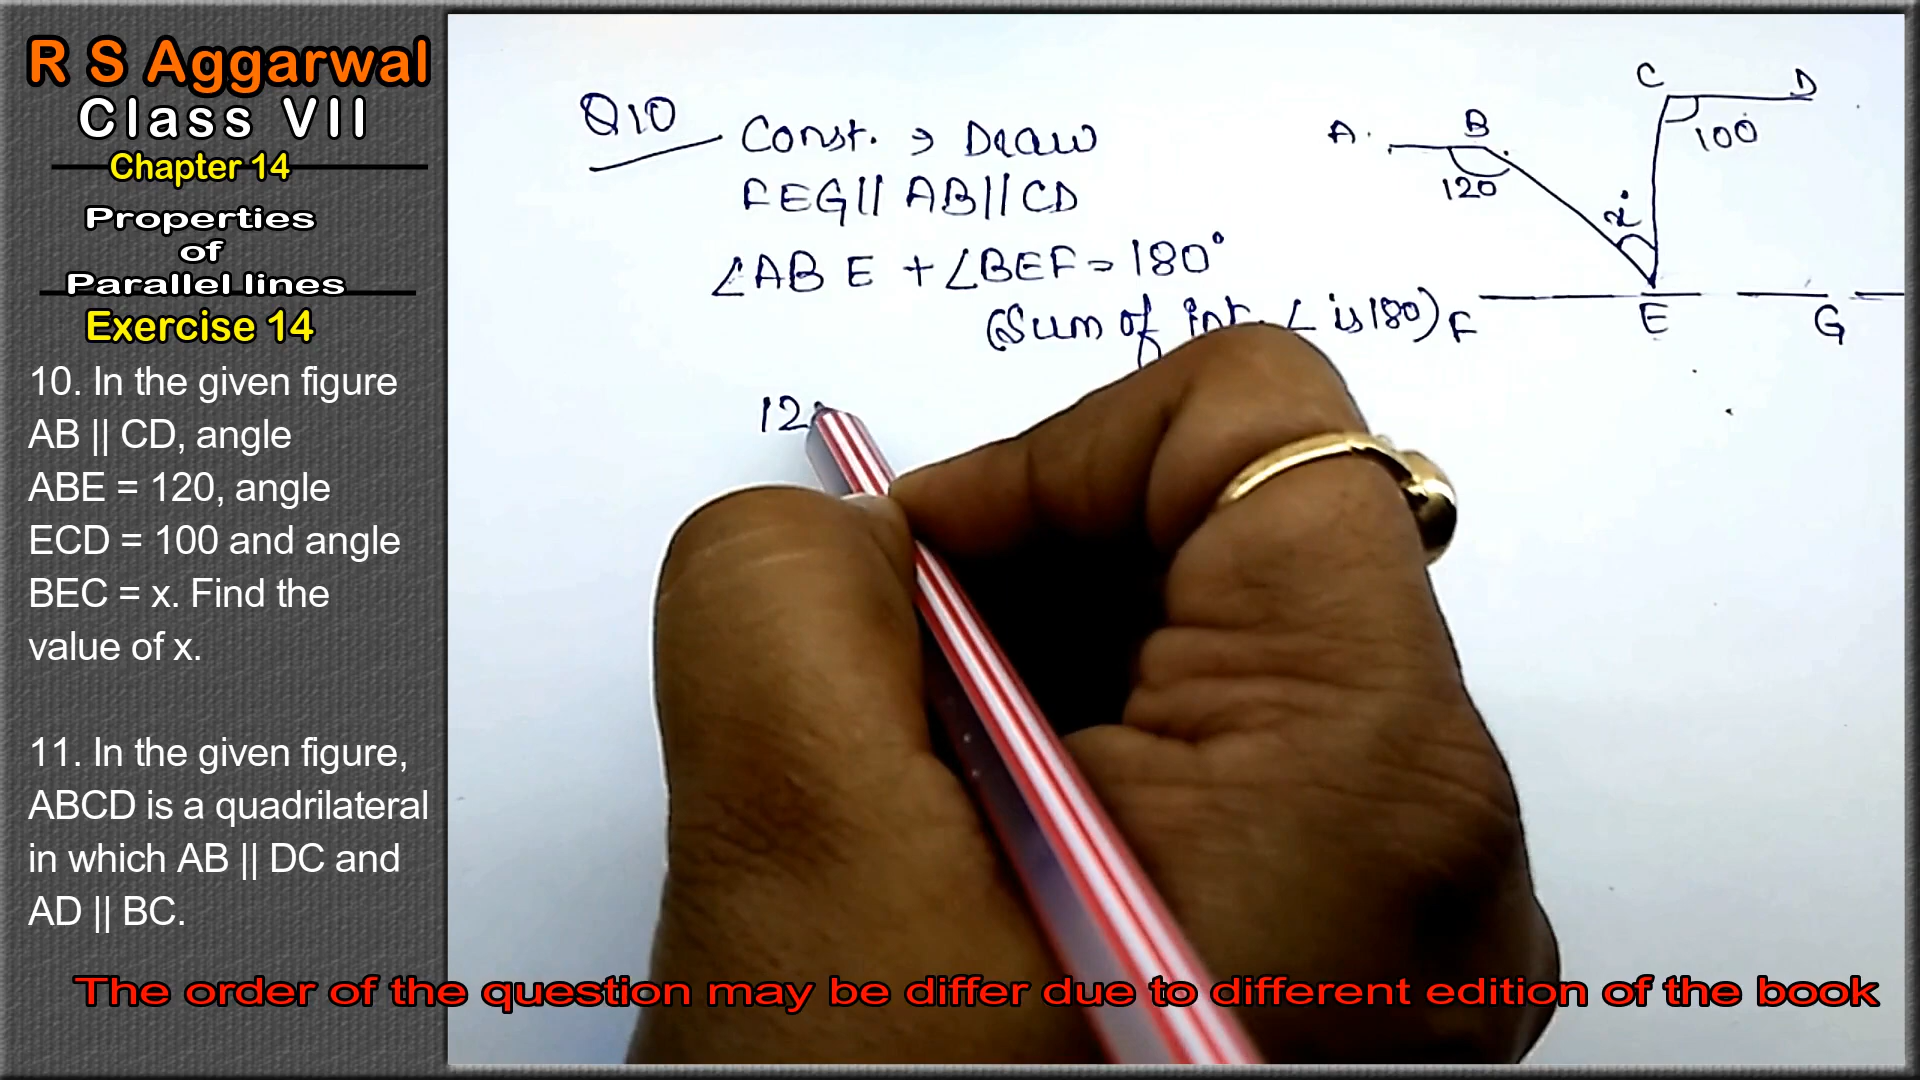 R S Aggarwal
Class VII
Chapter 14
Properties
of
Parallel lines
Exercise 14
10. In the given figure
AB || CD, angle
ABE = 120, angle
ECD = 100 and angle
BEC = x. Find the
value of x.
11. In the given figure,
ABCD is a quadrilateral
in which AB || DC and
AD || BC.
Q10
Const. → Draw
FEG || AB || CD
∠ABE + ∠BEF = 180°
(Sum of int. ∠ is 180)
12
A B
120
C D
100
x
F E G
The order of the question may be differ due to different edition of the book